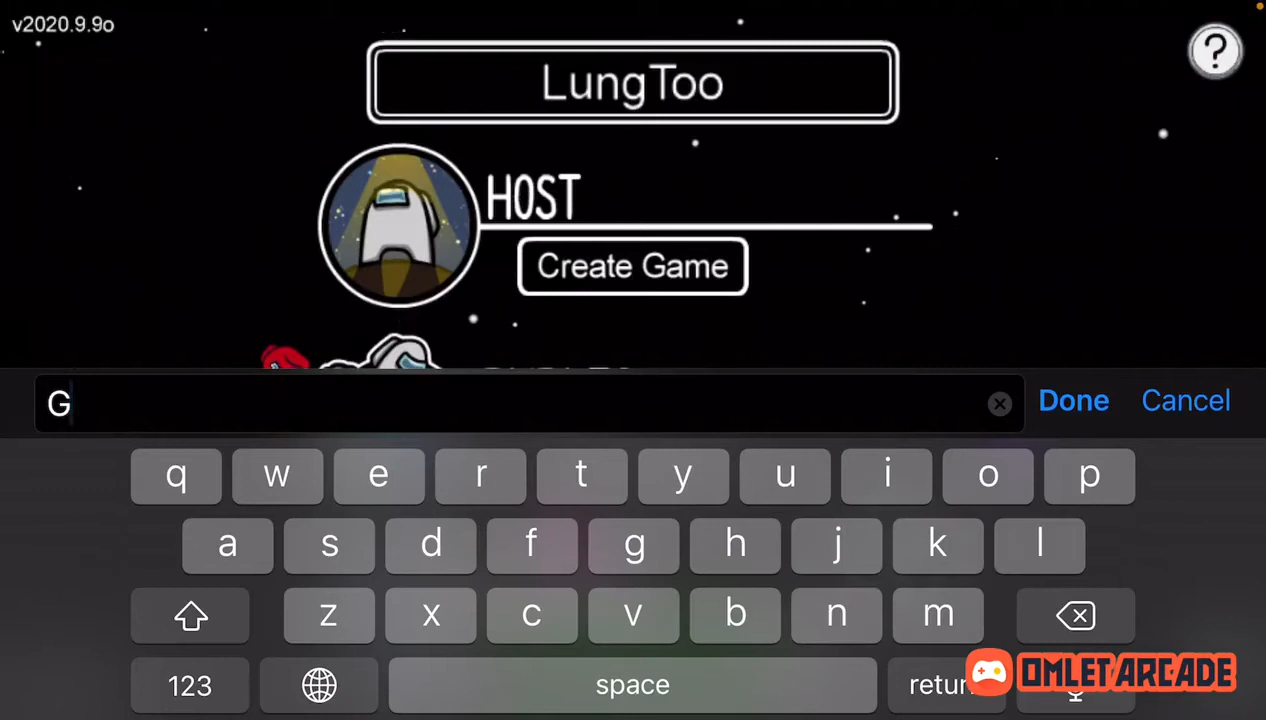 v2020.9.9o
?
LungToo
HOST
Create Game
G
Done
Cancel
q w e r t y u i o p
a s d f g h j k l
z x c v b n m
123
space
OMLET ARCADE